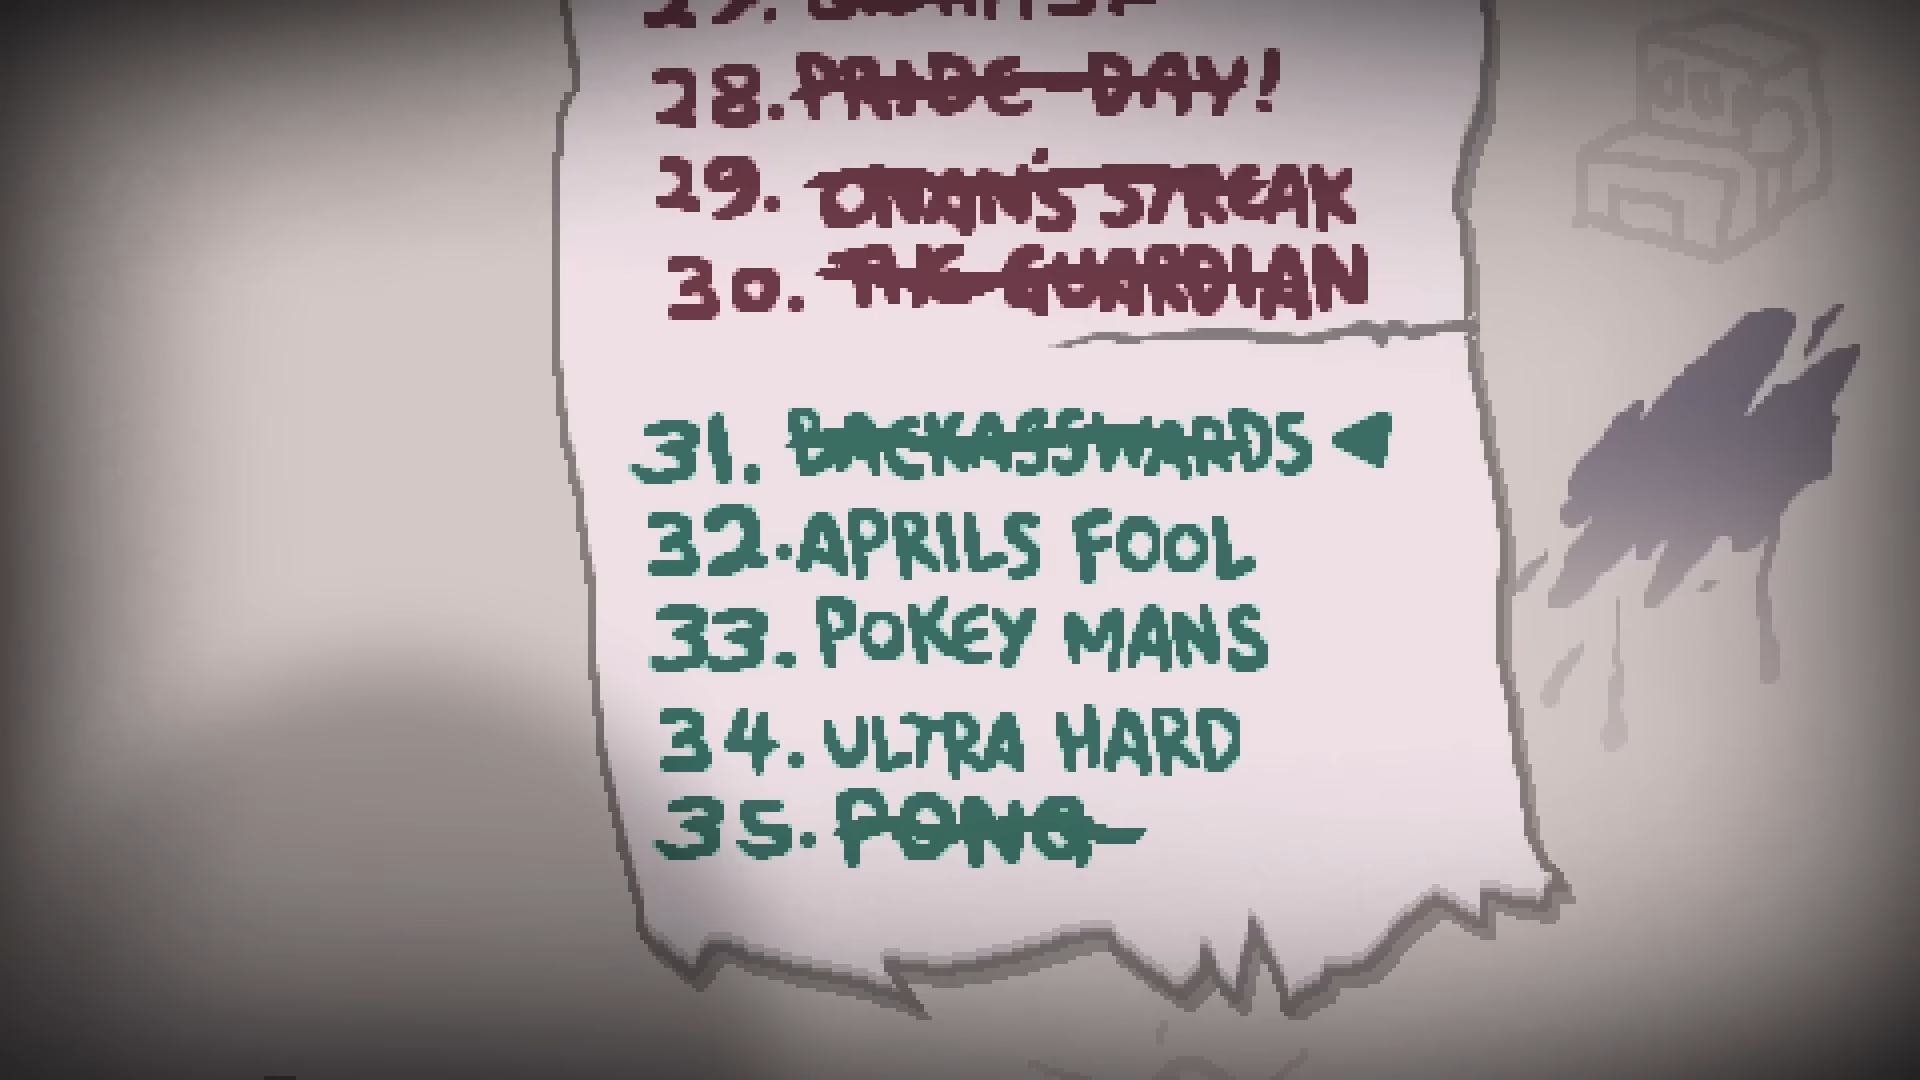 28. PRIDE DAY!
29. ONAN'S STREAK
30. THE GUARDIAN
31. BACKASSWARDS
32. APRILS FOOL
33. POKEY MANS
34. ULTRA HARD
35. PONG